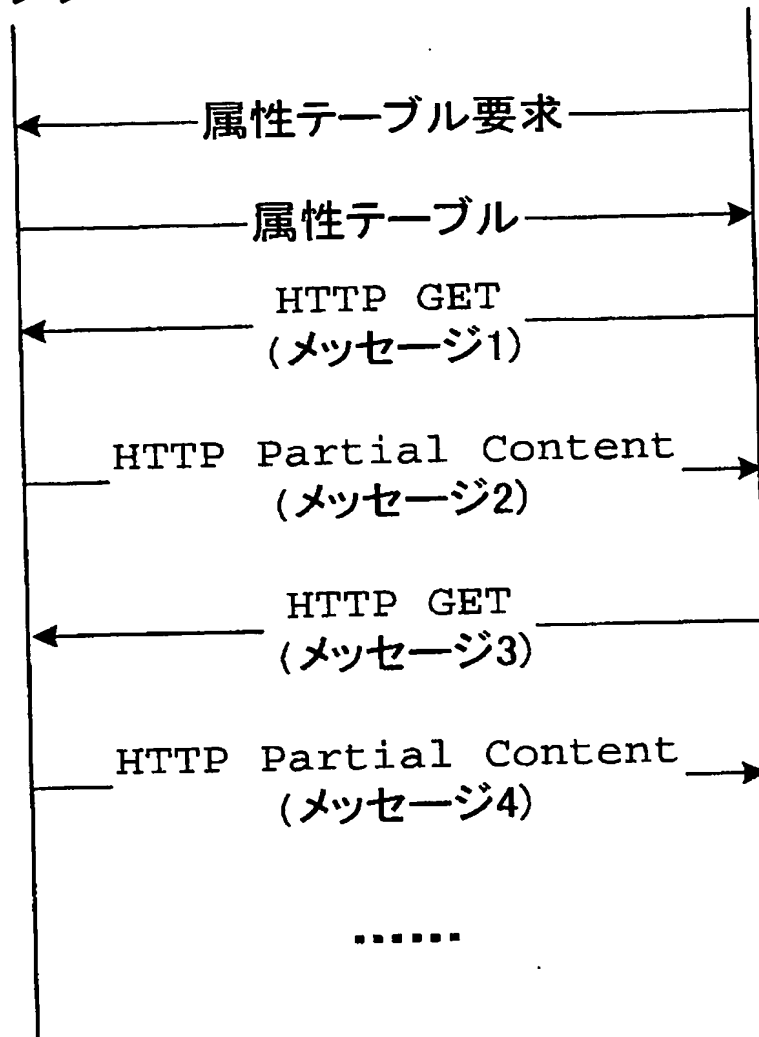 属性テーブル要求
属性テーブル
HTTP GET
(メッセージ1)
HTTP Partial Content
(メッセージ2)
HTTP GET
(メッセージ3)
HTTP Partial Content
(メッセージ4)
......